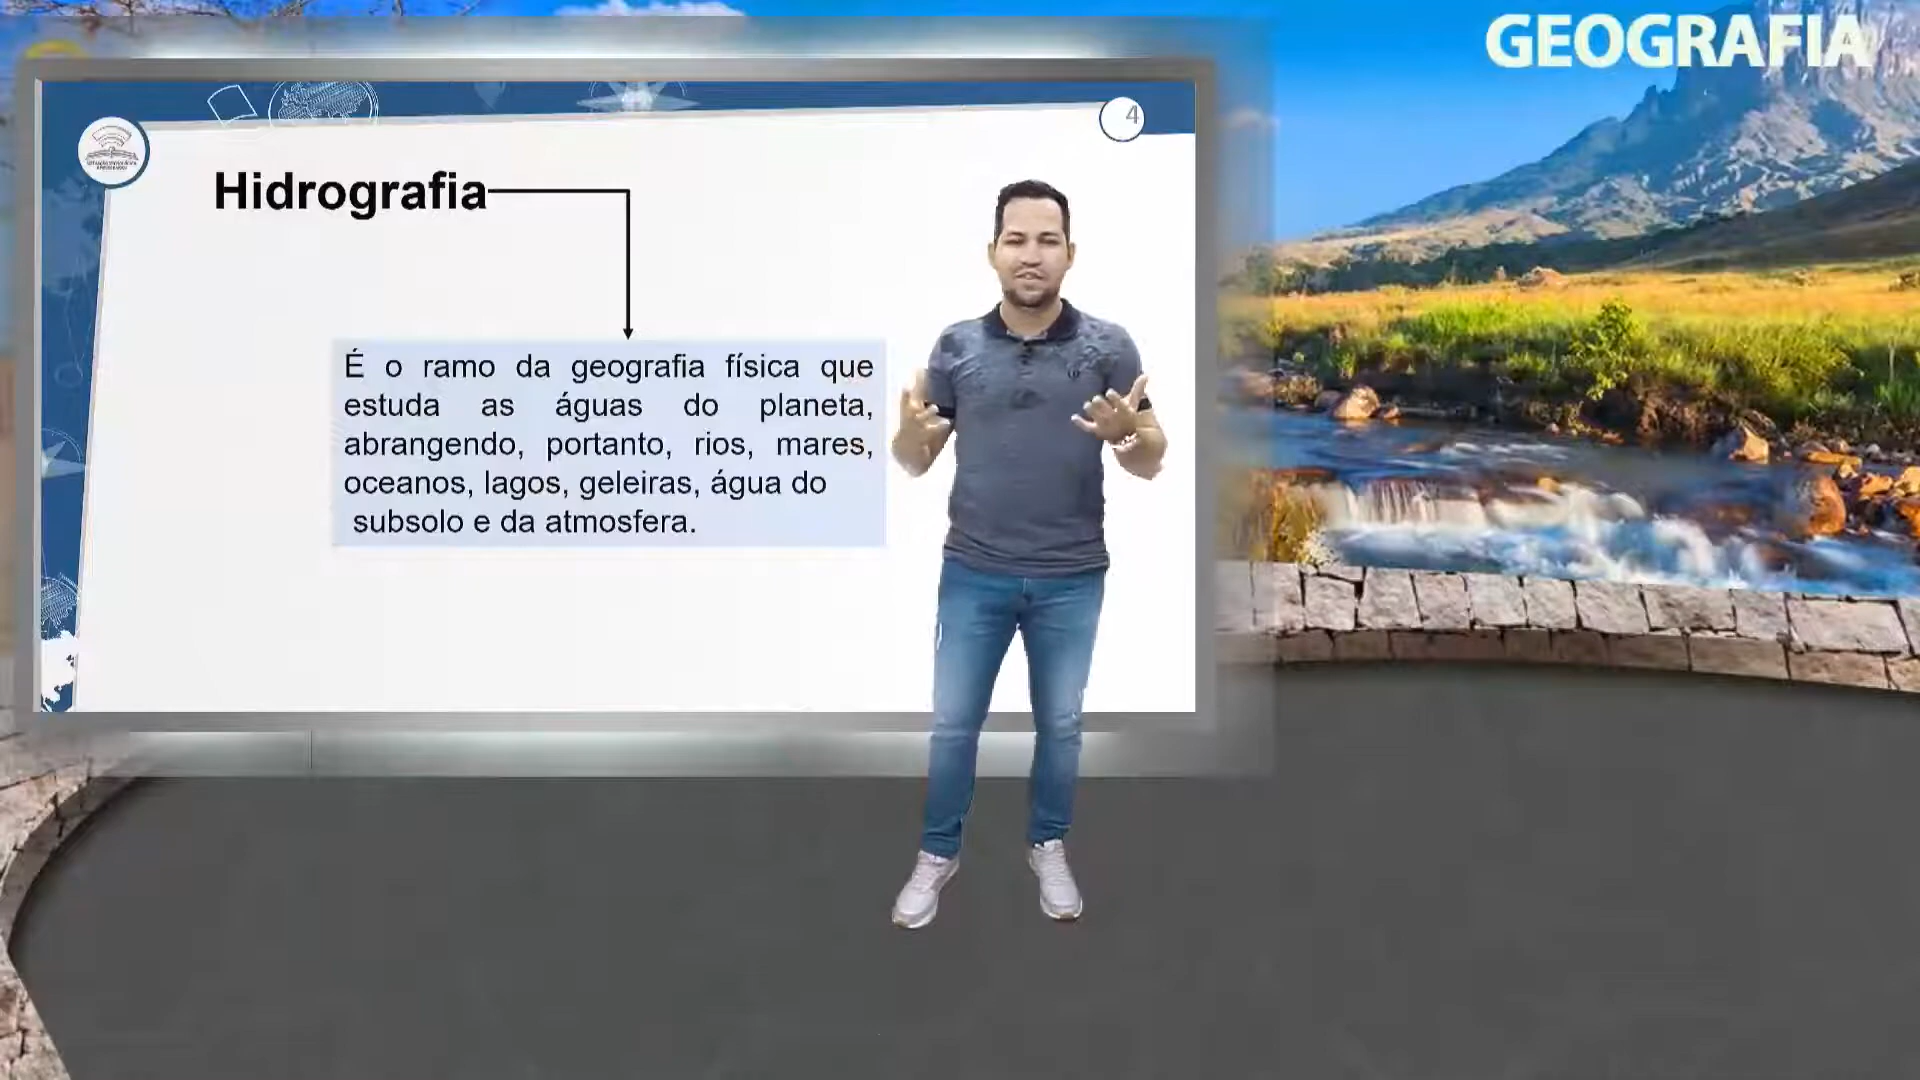 GEOGRAFIA
4
Hidrografia
É o ramo da geografia física que
estuda as águas do planeta,
abrangendo, portanto, rios, mares,
oceanos, lagos, geleiras, água do
subsolo e da atmosfera.